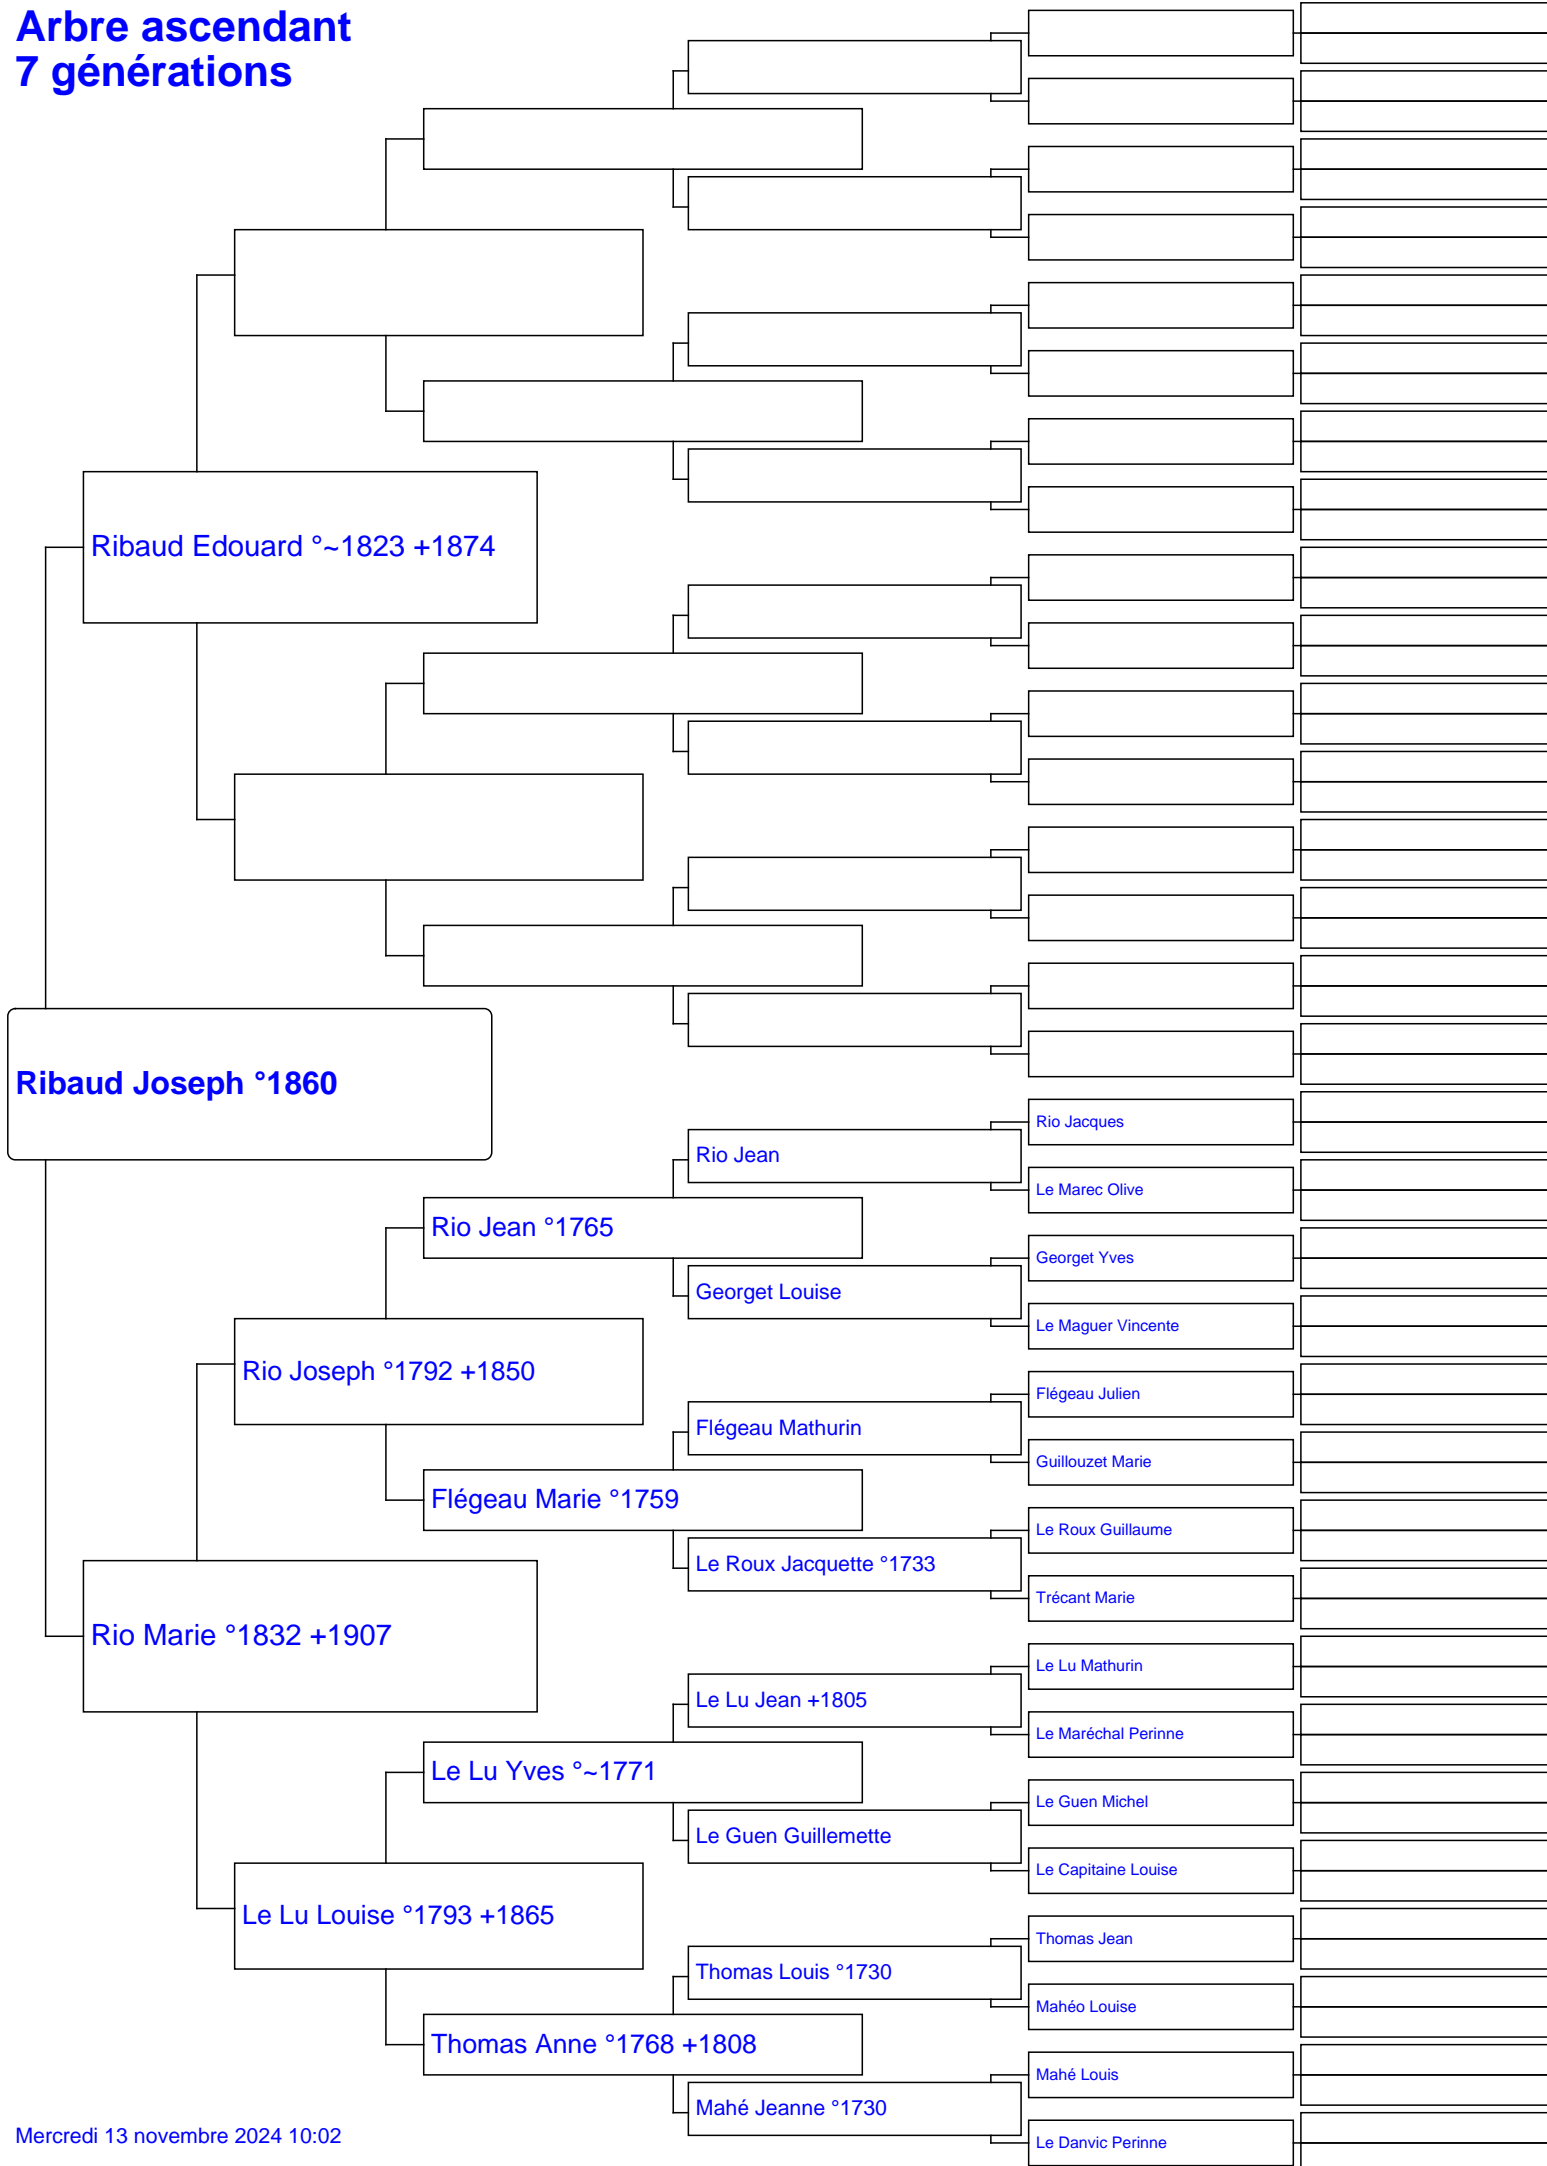 Arbre ascendant
7 générations
Ribaud Edouard °~1823 +1874
Ribaud Joseph °1860
Rio Jacques
Rio Jean
Le Marec Olive
Rio Jean °1765
Georget Yves
Georget Louise
Le Maguer Vincente
Rio Joseph °1792 +1850
Flégeau Julien
Flégeau Mathurin
Guillouzet Marie
Flégeau Marie °1759
Le Roux Guillaume
Le Roux Jacquette °1733
Trécant Marie
Rio Marie °1832 +1907
Le Lu Mathurin
Le Lu Jean +1805
Le Maréchal Perinne
Le Lu Yves °~1771
Le Guen Michel
Le Guen Guillemette
Le Capitaine Louise
Le Lu Louise °1793 +1865
Thomas Jean
Thomas Louis °1730
Mahéo Louise
Thomas Anne °1768 +1808
Mahé Louis
Mahé Jeanne °1730
Le Danvic Perinne
Mercredi 13 novembre 2024 10:02